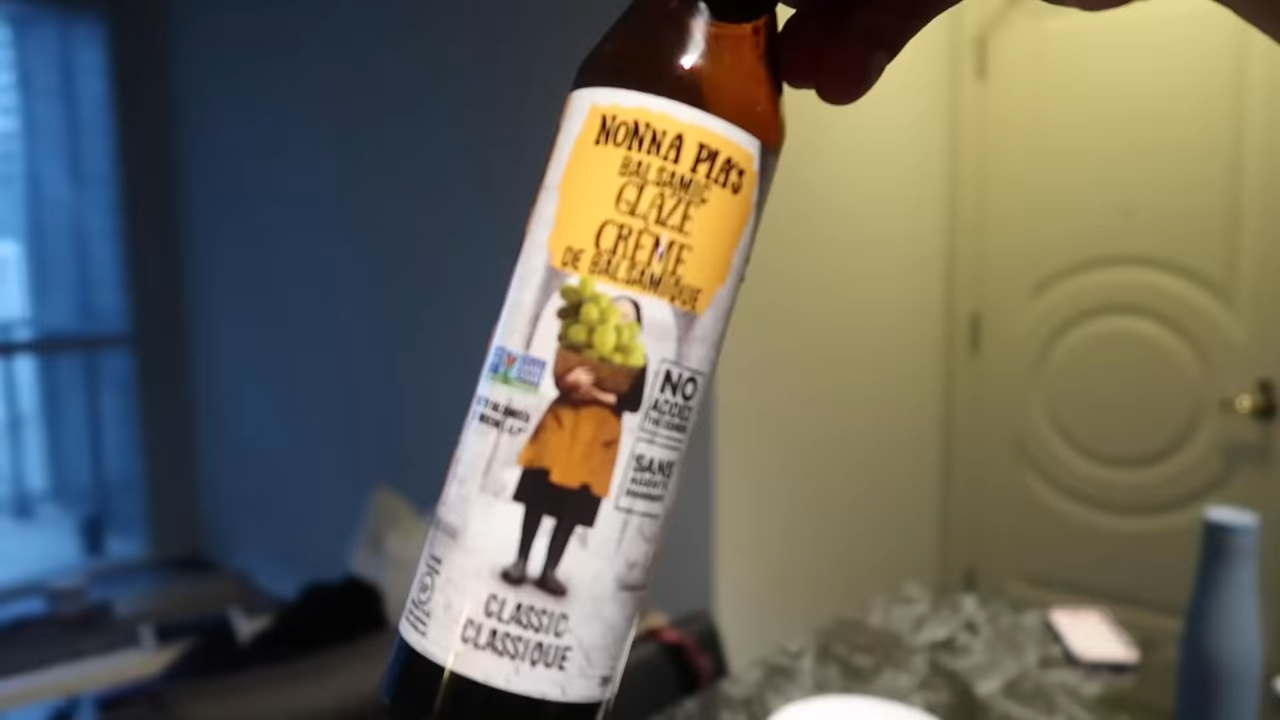 NONNA PIA'S
BALSAMIC
GLAZE
CRÈME
DE BALSAMIQUE
NO
ADDED
SANS
CLASSIC
CLASSIQUE